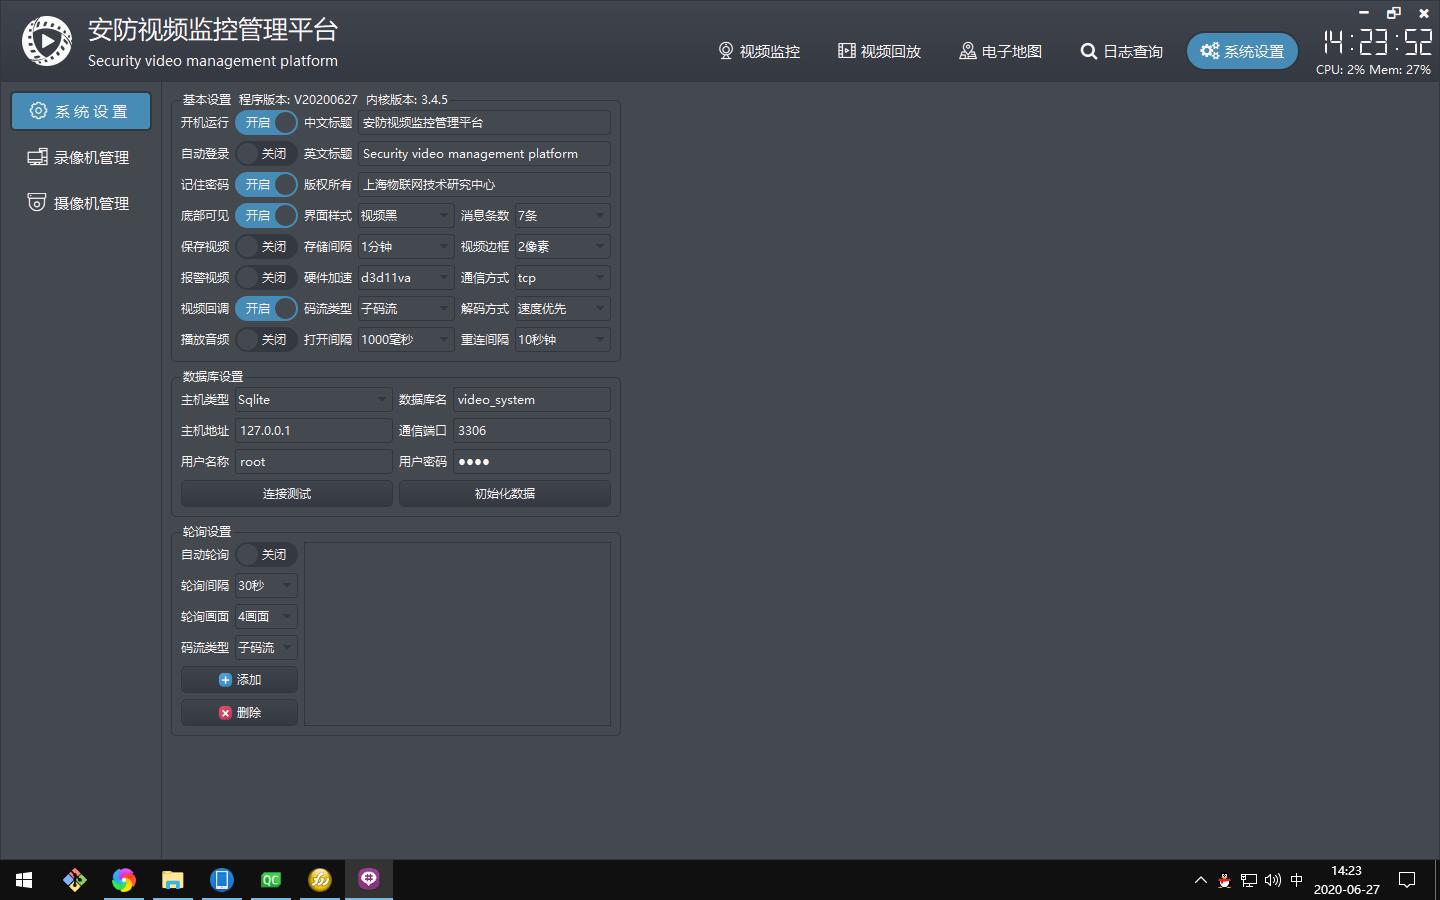 安防视频监控管理平台
Security video management platform
视频监控 视频回放 电子地图 日志查询 系统设置
14:23:52
CPU: 2% Mem: 27%
系统设置
录像机管理
摄像机管理
基本设置 程序版本: V20200627 内核版本: 3.4.5
开机运行 开启 中文标题 安防视频监控管理平台
自动登录 关闭 英文标题 Security video management platform
记住密码 开启 版权所有 上海物联网技术研究中心
底部可见 开启 界面样式 视频黑 消息条数 7条
保存视频 关闭 存储间隔 1分钟 视频边框 2像素
报警视频 关闭 硬件加速 d3d11va 通信方式 tcp
视频回调 开启 码流类型 子码流 解码方式 速度优先
播放音频 关闭 打开间隔 1000毫秒 重连间隔 10秒钟
数据库设置
主机类型 Sqlite 数据库名 video_system
主机地址 127.0.0.1 通信端口 3306
用户名称 root 用户密码 ●●●●
连接测试 初始化数据
轮询设置
自动轮询 关闭
轮询间隔 30秒
轮询画面 4画面
码流类型 子码流
添加
删除
QC
中
14:23
2020-06-27